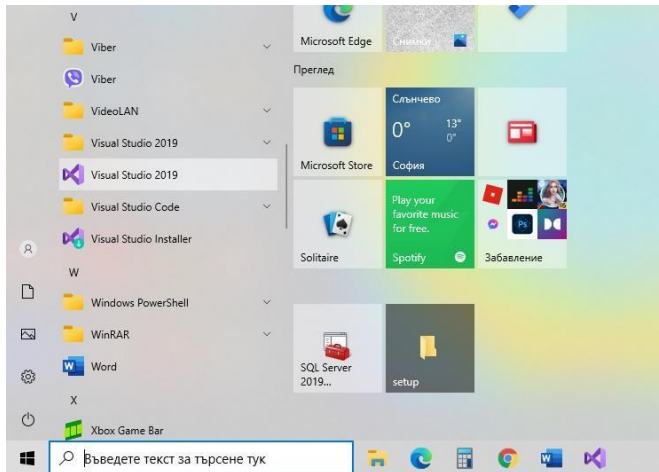 V
Viber
Viber
VideoLAN
Visual Studio 2019
Visual Studio 2019
Visual Studio Code
Visual Studio Installer
W
Windows PowerShell
WinRAR
Word
X
Xbox Game Bar
Microsoft Edge
Снимки
Преглед
Microsoft Store
Слънчево
0°
13°
0°
София
Solitaire
Play your
favorite music
for free.
Spotify
Ps
Забавление
SQL Server
2019...
setup
Въведете текст за търсене тук